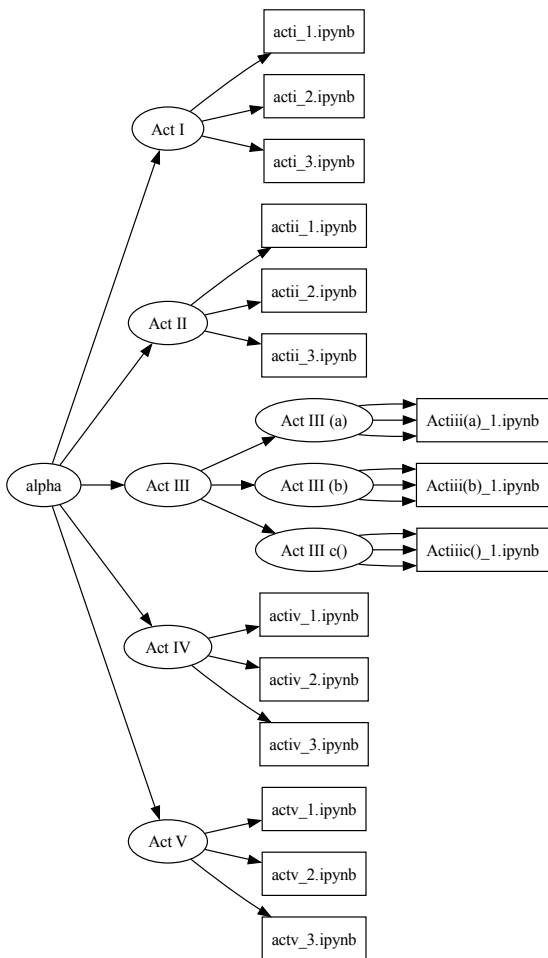 acti_1.ipynb
acti_2.ipynb
Act I
acti_3.ipynb
actii_1.ipynb
actii_2.ipynb
Act II
actii_3.ipynb
Act III (a)
Actiii(a)_1.ipynb
alpha
Act III
Act III (b)
Actiii(b)_1.ipynb
Act III c()
Actiiic()_1.ipynb
activ_1.ipynb
Act IV
activ_2.ipynb
activ_3.ipynb
actv_1.ipynb
Act V
actv_2.ipynb
actv_3.ipynb